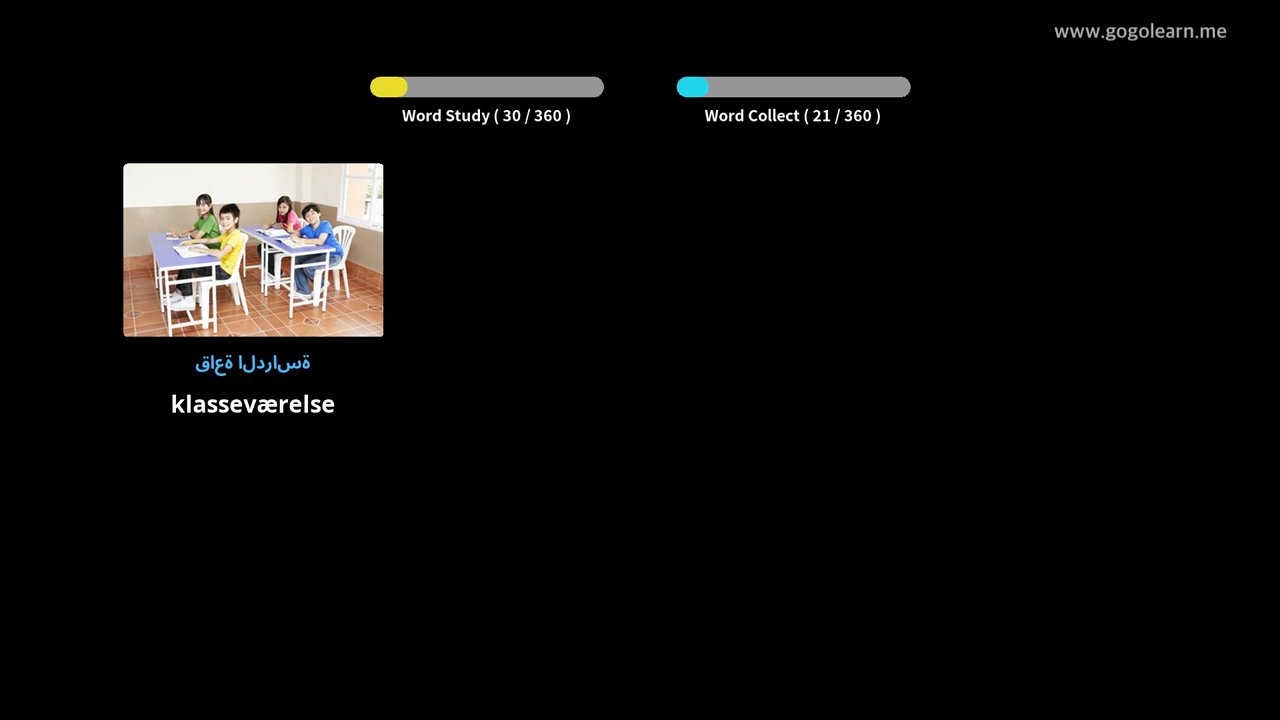 www.gogolearn.me
Word Study ( 30 / 360 )
Word Collect ( 21 / 360 )
قاعة الدراسة
klasseværelse